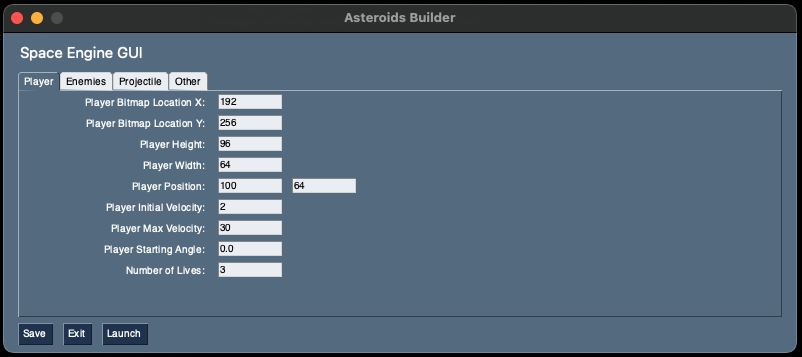 Asteroids Builder
Space Engine GUI
Player Enemies Projectile Other
Player Bitmap Location X: 192
Player Bitmap Location Y: 256
Player Height: 96
Player Width: 64
Player Position: 100 64
Player Initial Velocity: 2
Player Max Velocity: 30
Player Starting Angle: 0.0
Number of Lives: 3
Save Exit Launch